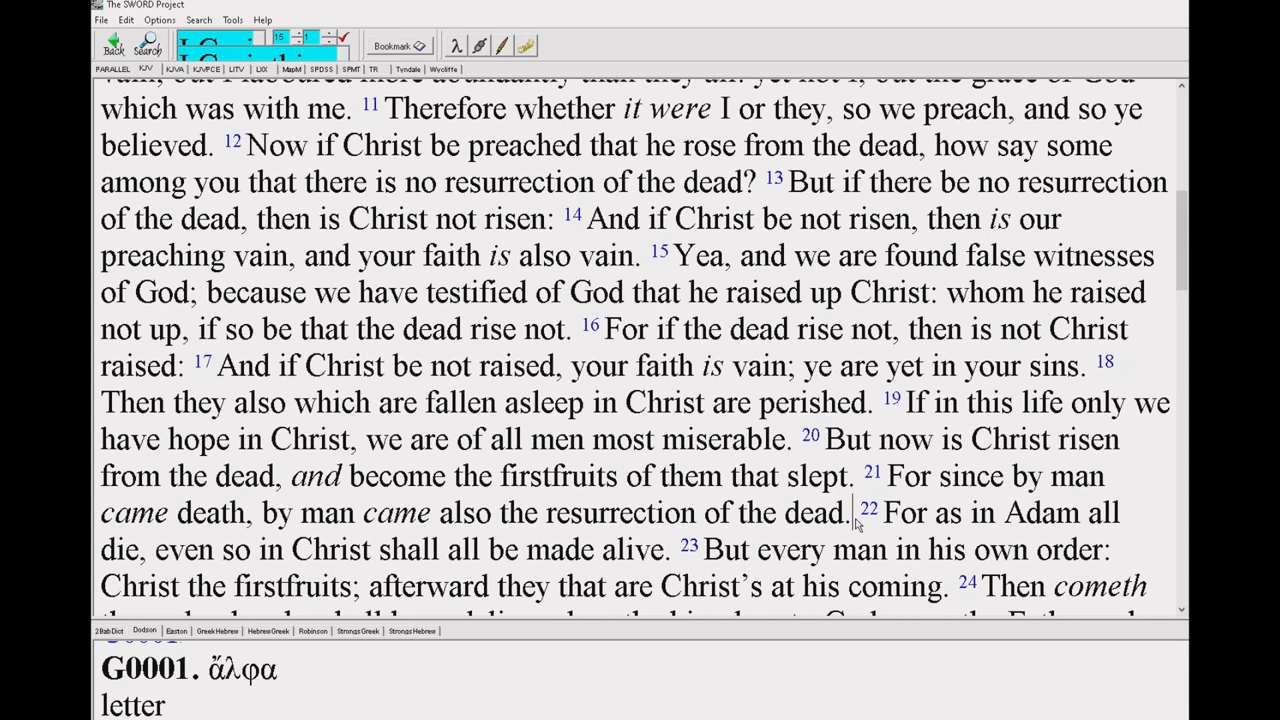 The SWORD Project
File Edit Options Search Tools Help
Back Search 15 1 Bookmark λ
PARALLEL KJV KJVA KJVPCE LITV LXX MapM SPDSS SPMT TR Tyndale Wycliffe
which was with me. 11 Therefore whether it were I or they, so we preach, and so ye
believed. 12 Now if Christ be preached that he rose from the dead, how say some
among you that there is no resurrection of the dead? 13 But if there be no resurrection
of the dead, then is Christ not risen: 14 And if Christ be not risen, then is our
preaching vain, and your faith is also vain. 15 Yea, and we are found false witnesses
of God; because we have testified of God that he raised up Christ: whom he raised
not up, if so be that the dead rise not. 16 For if the dead rise not, then is not Christ
raised: 17 And if Christ be not raised, your faith is vain; ye are yet in your sins. 18
Then they also which are fallen asleep in Christ are perished. 19 If in this life only we
have hope in Christ, we are of all men most miserable. 20 But now is Christ risen
from the dead, and become the firstfruits of them that slept. 21 For since by man
came death, by man came also the resurrection of the dead. 22 For as in Adam all
die, even so in Christ shall all be made alive. 23 But every man in his own order:
Christ the firstfruits; afterward they that are Christ’s at his coming. 24 Then cometh
2BabDict Dodson Easton GreekHebrew HebrewGreek Robinson StrongsGreek StrongsHebrew
G0001. ἄλφα
letter